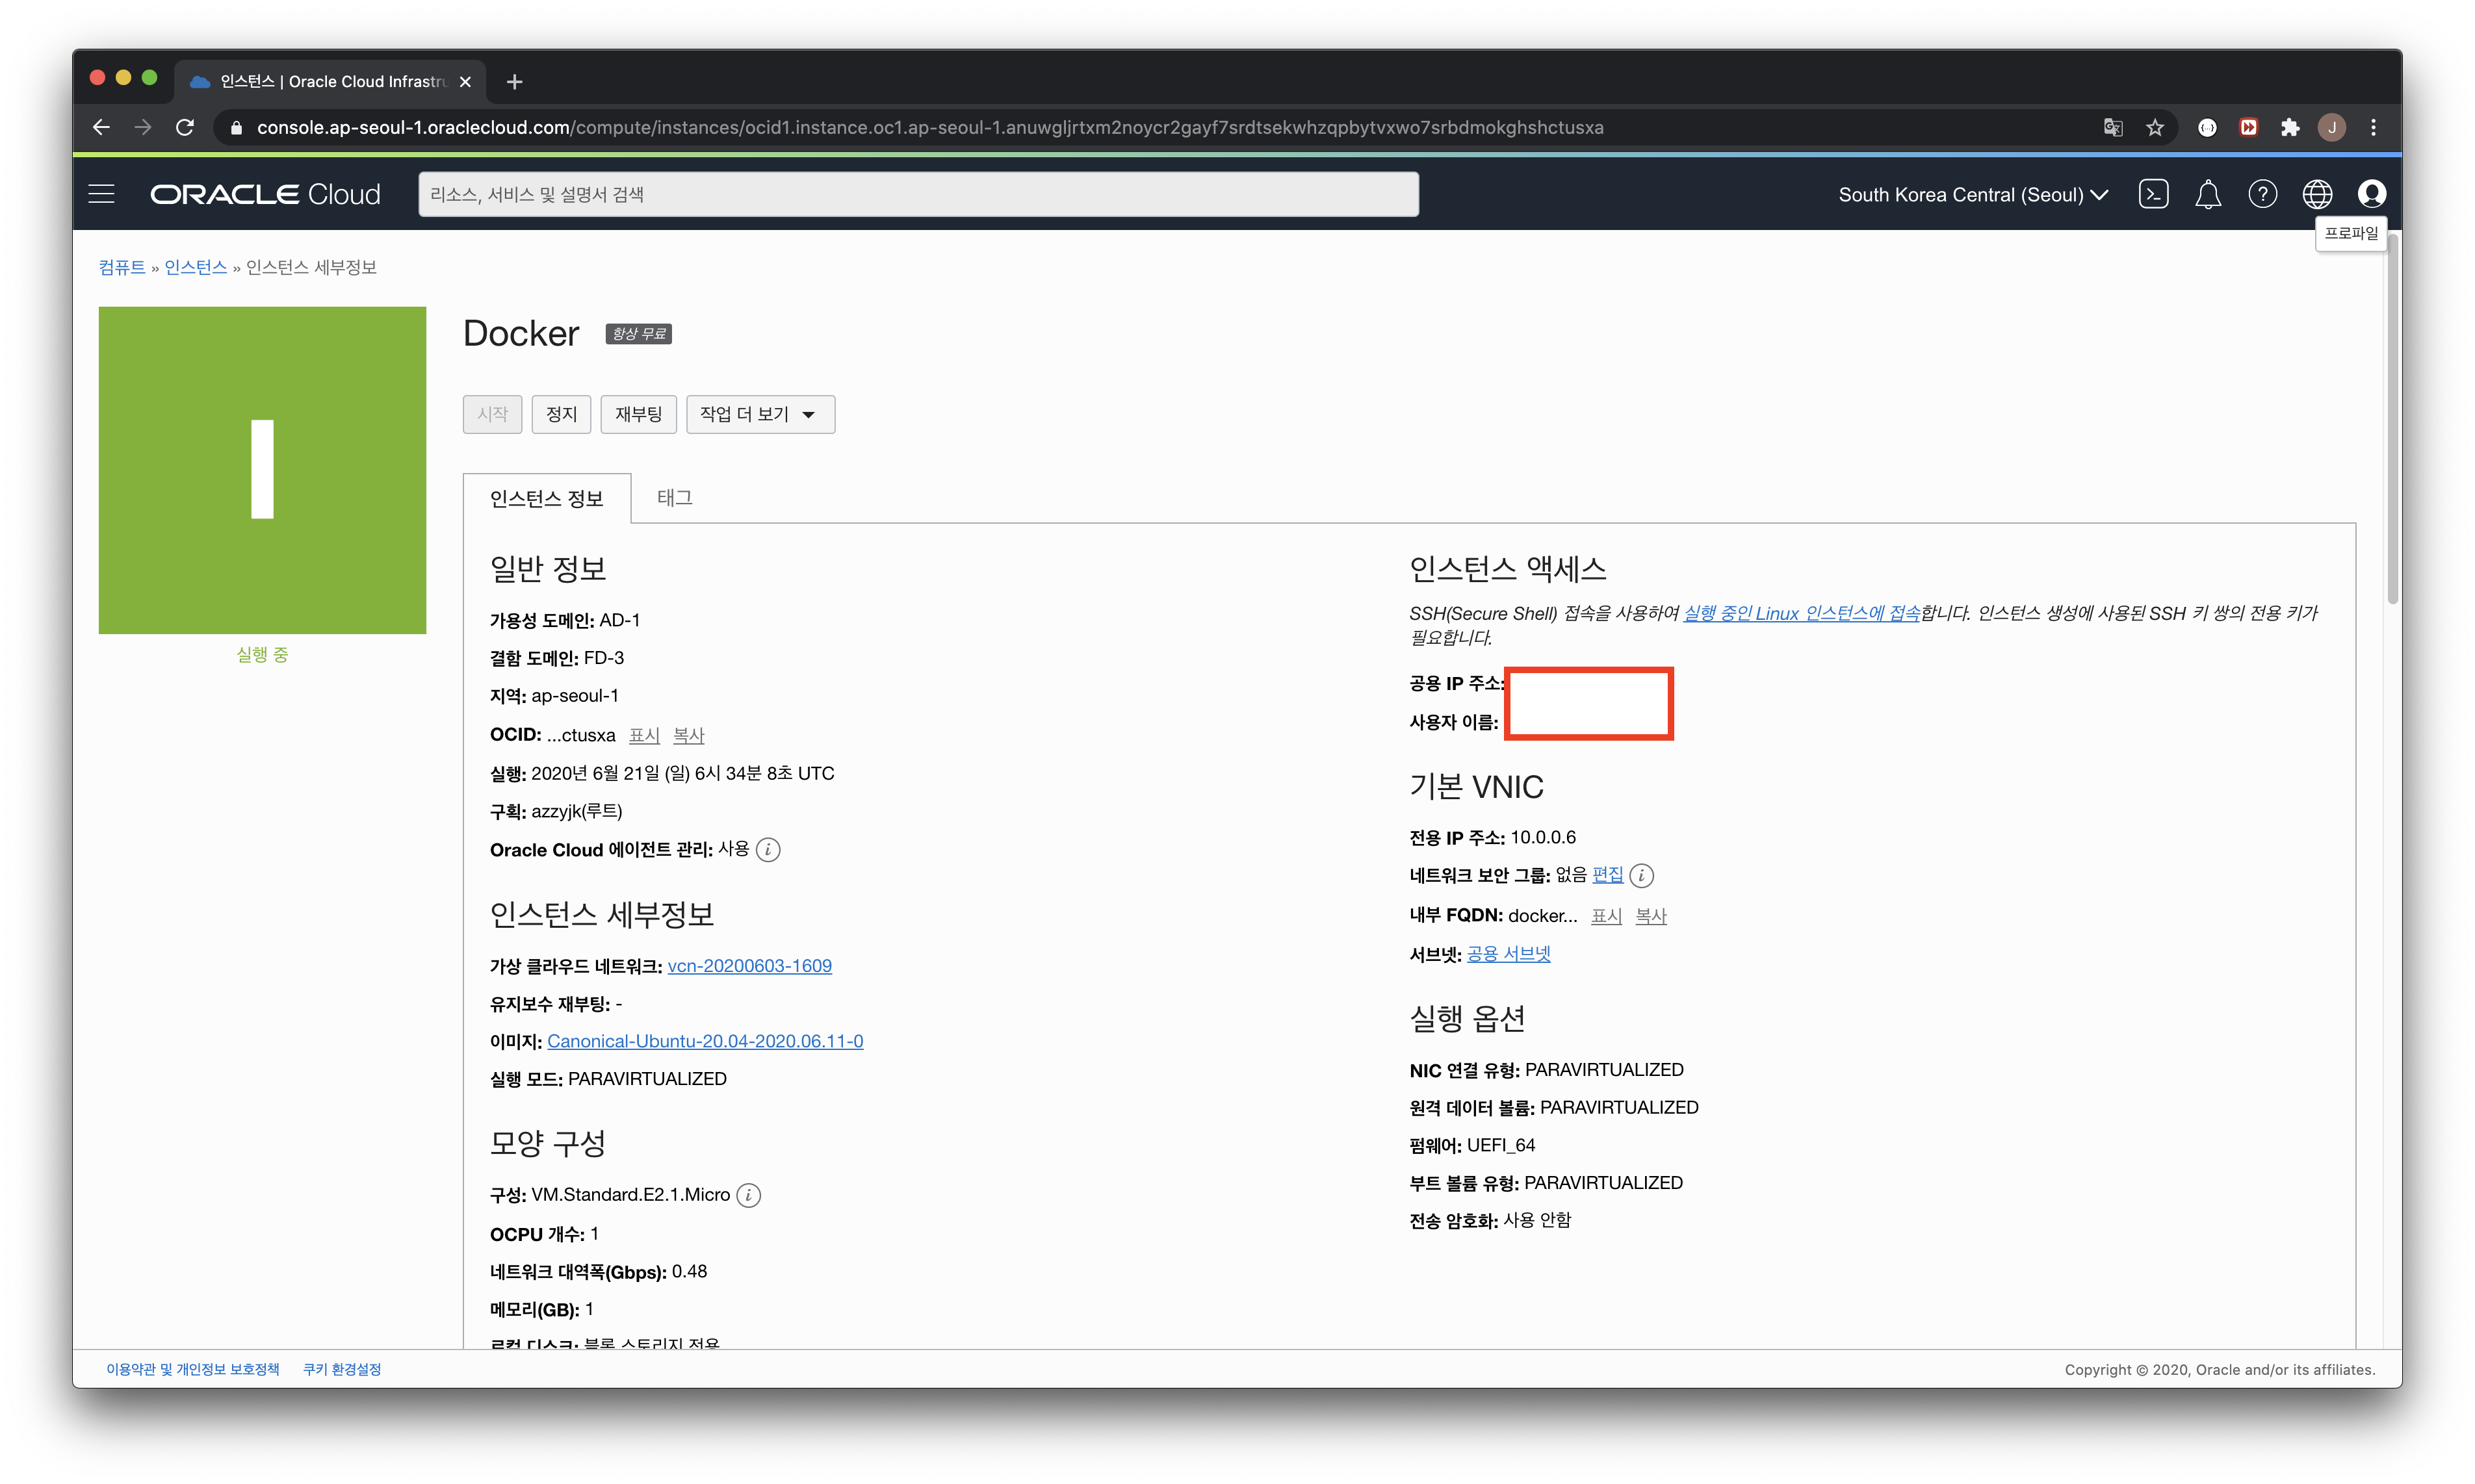 인스턴스 | Oracle Cloud Infrastru
console.ap-seoul-1.oraclecloud.com/compute/instances/ocid1.instance.oc1.ap-seoul-1.anuwgljrtxm2noycr2gayf7srdtsekwhzqpbytvxwo7srbdmokghshctusxa
J
ORACLE Cloud
리소스, 서비스 및 설명서 검색
South Korea Central (Seoul)
프로파일
컴퓨트 » 인스턴스 » 인스턴스 세부정보
I
실행 중
Docker 항상 무료
시작 정지 재부팅 작업 더 보기
인스턴스 정보 태그
일반 정보
가용성 도메인: AD-1
결함 도메인: FD-3
지역: ap-seoul-1
OCID: ...ctusxa 표시 복사
실행: 2020년 6월 21일 (일) 6시 34분 8초 UTC
구획: azzyjk(루트)
Oracle Cloud 에이전트 관리: 사용
인스턴스 세부정보
가상 클라우드 네트워크: vcn-20200603-1609
유지보수 재부팅: -
이미지: Canonical-Ubuntu-20.04-2020.06.11-0
실행 모드: PARAVIRTUALIZED
모양 구성
구성: VM.Standard.E2.1.Micro
OCPU 개수: 1
네트워크 대역폭(Gbps): 0.48
메모리(GB): 1
로컬 디스크: 블록 스토리지 전용
인스턴스 액세스
SSH(Secure Shell) 접속을 사용하여 실행 중인 Linux 인스턴스에 접속합니다. 인스턴스 생성에 사용된 SSH 키 쌍의 전용 키가
필요합니다.
공용 IP 주소:
사용자 이름:
기본 VNIC
전용 IP 주소: 10.0.0.6
네트워크 보안 그룹: 없음 편집
내부 FQDN: docker... 표시 복사
서브넷: 공용 서브넷
실행 옵션
NIC 연결 유형: PARAVIRTUALIZED
원격 데이터 볼륨: PARAVIRTUALIZED
펌웨어: UEFI_64
부트 볼륨 유형: PARAVIRTUALIZED
전송 암호화: 사용 안함
이용약관 및 개인정보 보호정책 쿠키 환경설정
Copyright © 2020, Oracle and/or its affiliates.